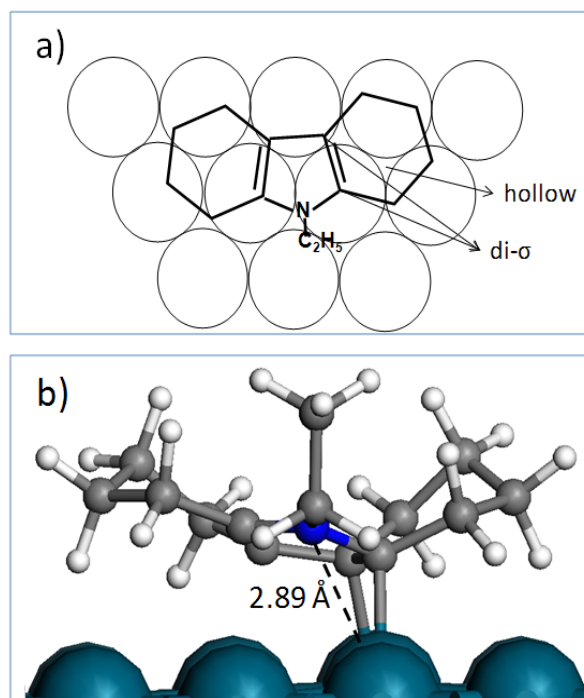 a)
hollow
N
C₂H₅
di-σ
b)
2.89 Å